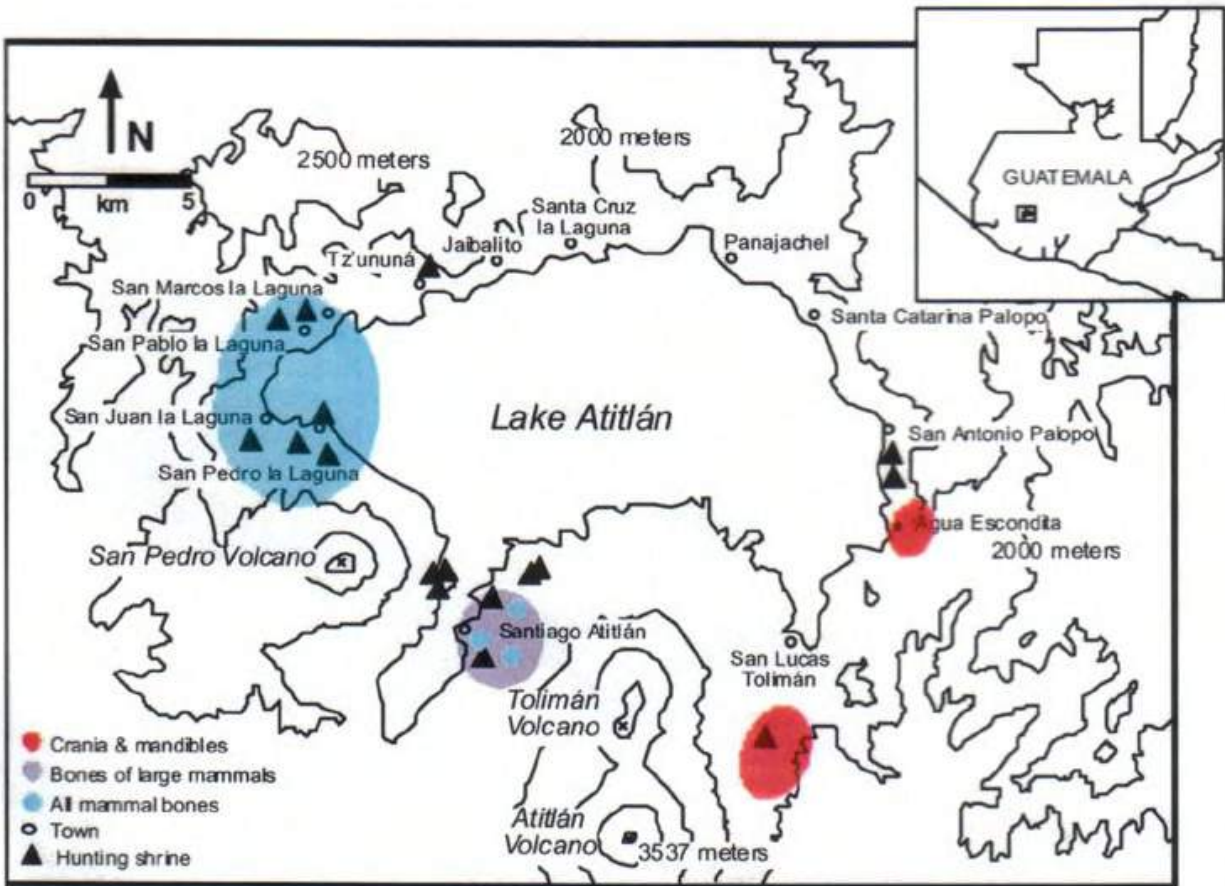 N
0 km 5
2500 meters
2000 meters
GUATEMALA
Santa Cruz
la Laguna
Jaibalito
Tz'ununá
Panajachel
San Marcos la Laguna
Santa Catarina Palopo
San Pablo la Laguna
Lake Atitlán
San Juan la Laguna
San Antonio Palopo
San Pedro la Laguna
Agua Escondita
2000 meters
San Pedro Volcano
Santiago Atitlán
San Lucas
Tolimán
Tolimán
Volcano
Atitlán
Volcano
3537 meters
Crania & mandibles
Bones of large mammals
All mammal bones
Town
Hunting shrine